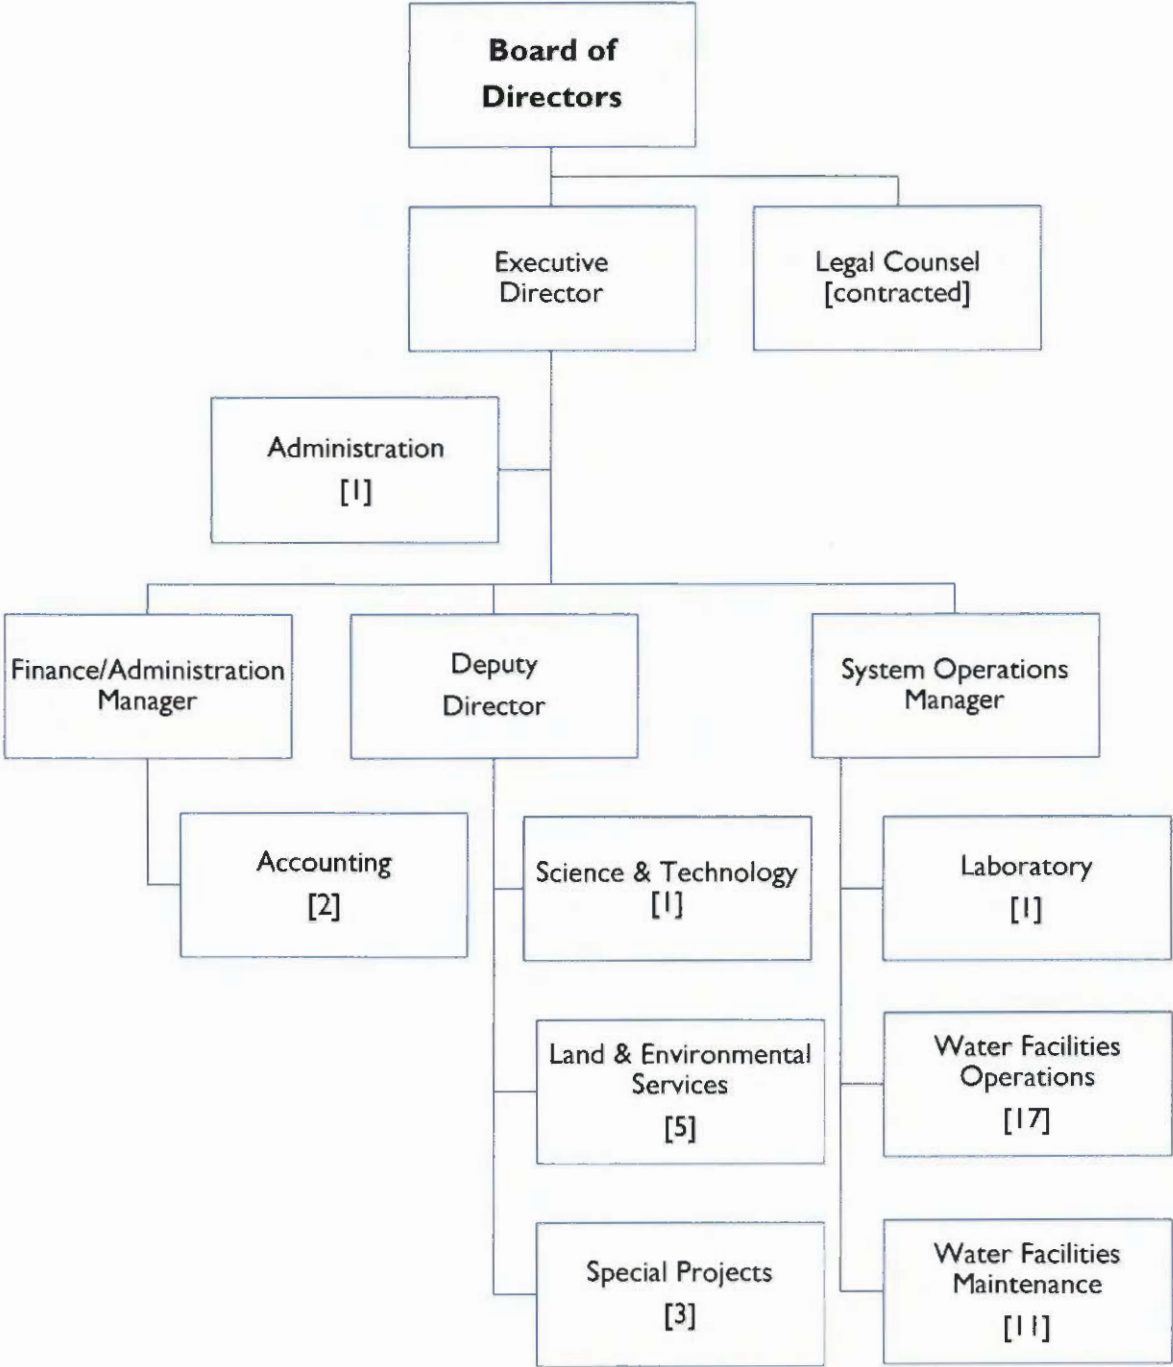 Board of
Directors
Executive
Director
Legal Counsel
[contracted]
Administration
[1]
Finance/Administration
Manager
Deputy
Director
System Operations
Manager
Accounting
[2]
Science & Technology
[1]
Laboratory
[1]
Land & Environmental
Services
[5]
Water Facilities
Operations
[17]
Special Projects
[3]
Water Facilities
Maintenance
[11]